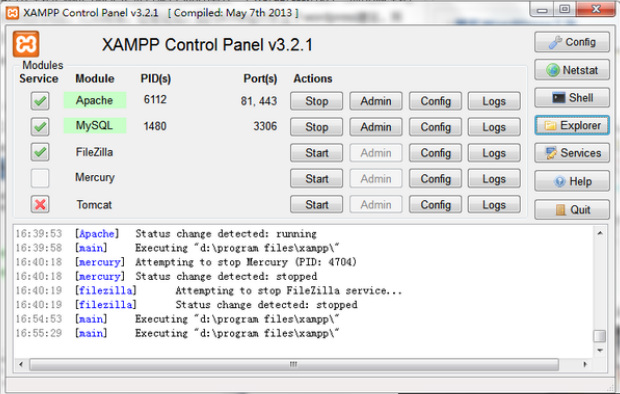 XAMPP Control Panel v3.2.1 [ Compiled: May 7th 2013 ]
XAMPP Control Panel v3.2.1
Config
Modules
Service Module PID(s) Port(s) Actions
Netstat
Apache 6112 81, 443 Stop Admin Config Logs
Shell
MySQL 1480 3306 Stop Admin Config Logs
Explorer
FileZilla Start Admin Config Logs
Services
Mercury Start Admin Config Logs
Help
Tomcat Start Admin Config Logs
Quit
16:39:53 [Apache] Status change detected: running
16:39:58 [main] Executing "d:\program files\xampp\"
16:40:18 [mercury] Attempting to stop Mercury (PID: 4704)
16:40:18 [mercury] Status change detected: stopped
16:40:19 [filezilla] Attempting to stop FileZilla service...
16:40:19 [filezilla] Status change detected: stopped
16:54:53 [main] Executing "d:\program files\xampp\"
16:55:29 [main] Executing "d:\program files\xampp\"